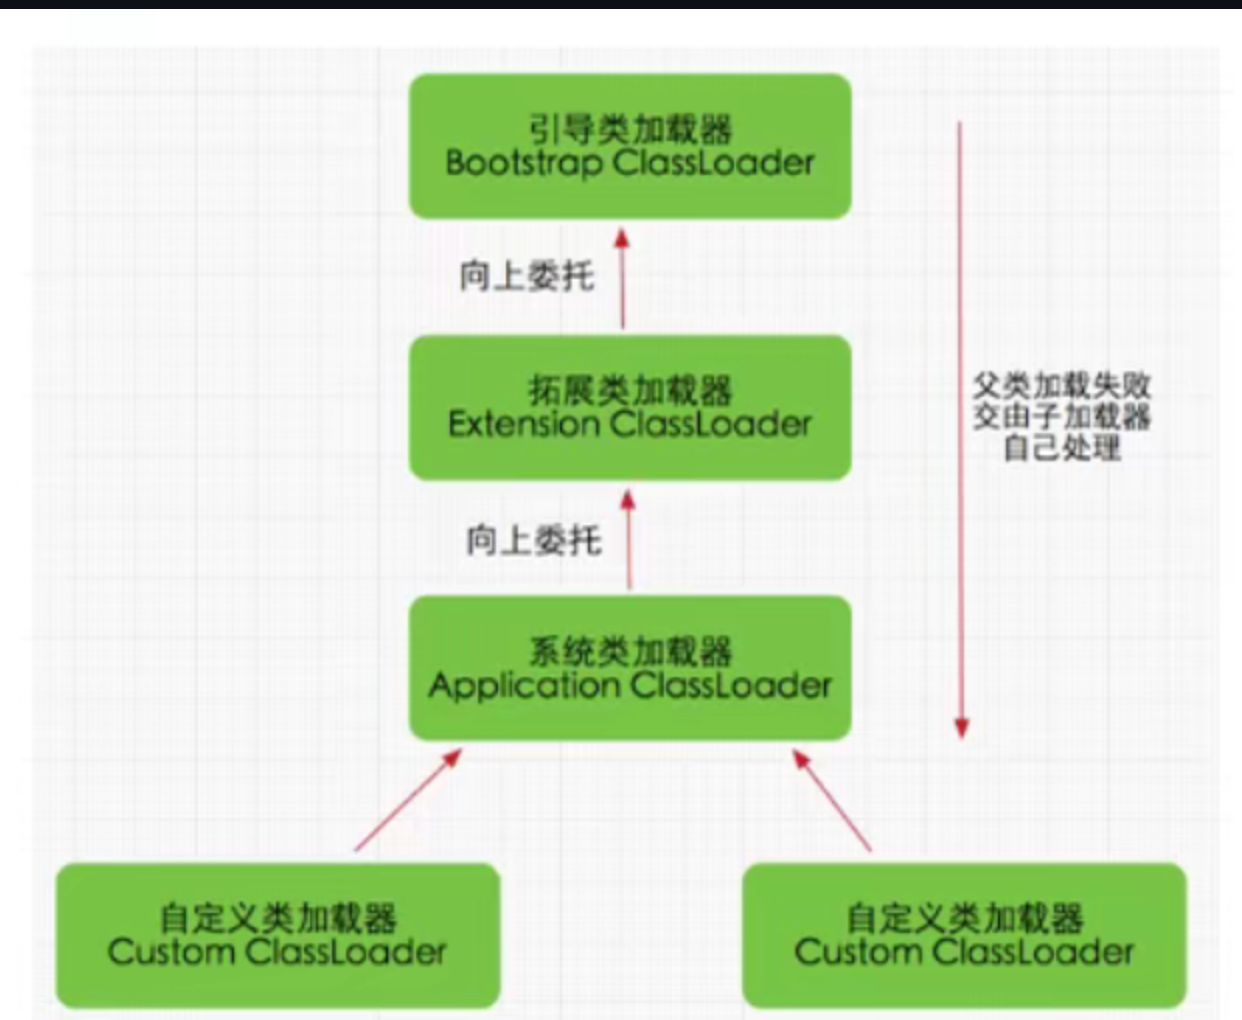 引导类加载器
Bootstrap ClassLoader
向上委托
拓展类加载器
Extension ClassLoader
父类加载失败
交由子加载器
自己处理
向上委托
系统类加载器
Application ClassLoader
自定义类加载器
Custom ClassLoader
自定义类加载器
Custom ClassLoader